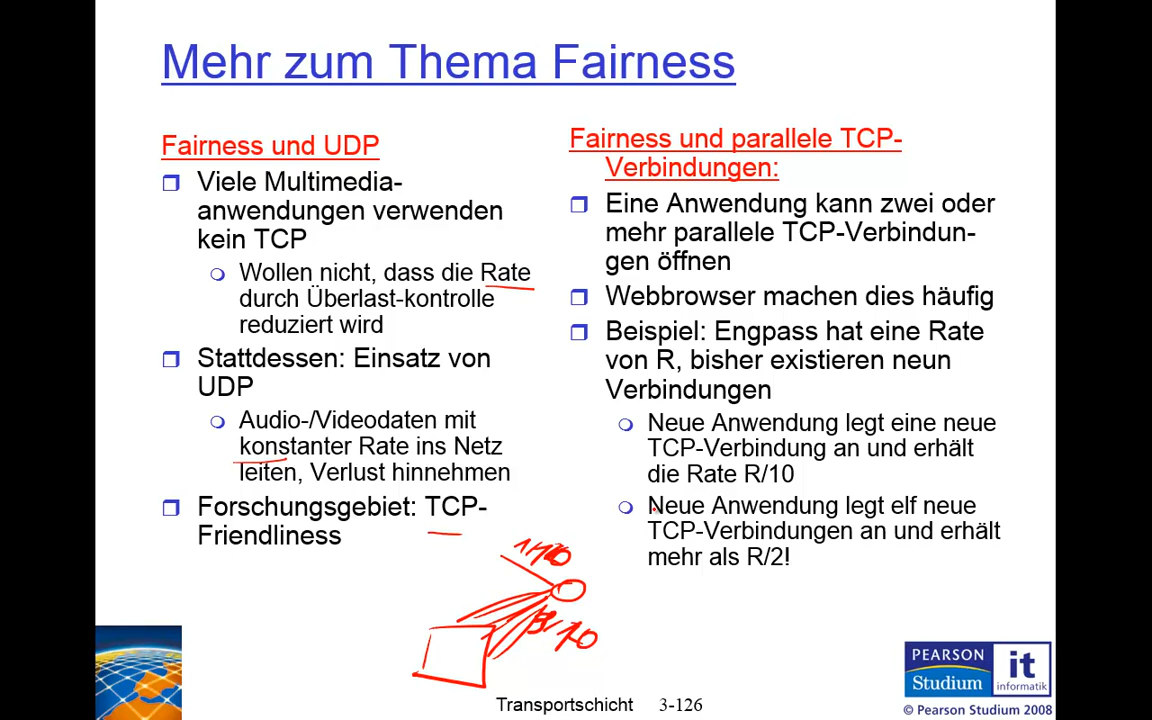 Mehr zum Thema Fairness
Fairness und UDP
Viele Multimedia-
anwendungen verwenden
kein TCP
Wollen nicht, dass die Rate
durch Überlast-kontrolle
reduziert wird
Stattdessen: Einsatz von
UDP
Audio-/Videodaten mit
konstanter Rate ins Netz
leiten, Verlust hinnehmen
Forschungsgebiet: TCP-
Friendliness
Fairness und parallele TCP-
Verbindungen:
Eine Anwendung kann zwei oder
mehr parallele TCP-Verbindun-
gen öffnen
Webbrowser machen dies häufig
Beispiel: Engpass hat eine Rate
von R, bisher existieren neun
Verbindungen
Neue Anwendung legt eine neue
TCP-Verbindung an und erhält
die Rate R/10
Neue Anwendung legt elf neue
TCP-Verbindungen an und erhält
mehr als R/2!
Transportschicht 3-126
PEARSON
Studium
it
informatik
© Pearson Studium 2008